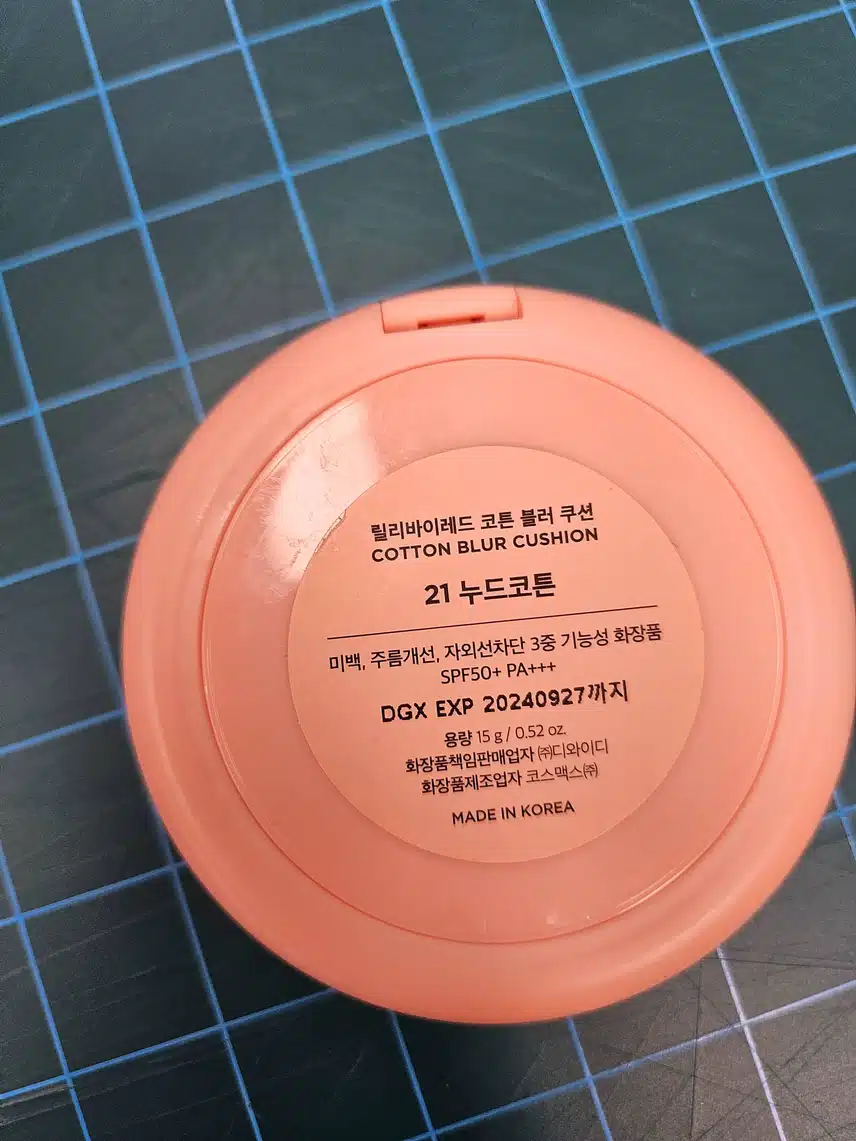 릴리바이레드 코튼 블러 쿠션
COTTON BLUR CUSHION
21 누드코튼
미백, 주름개선, 자외선차단 3중 기능성 화장품
SPF50+ PA+++
DGX EXP 20240927까지
용량 15 g / 0.52 oz.
화장품책임판매업자 ㈜디와이디
화장품제조업자 코스맥스㈜
MADE IN KOREA